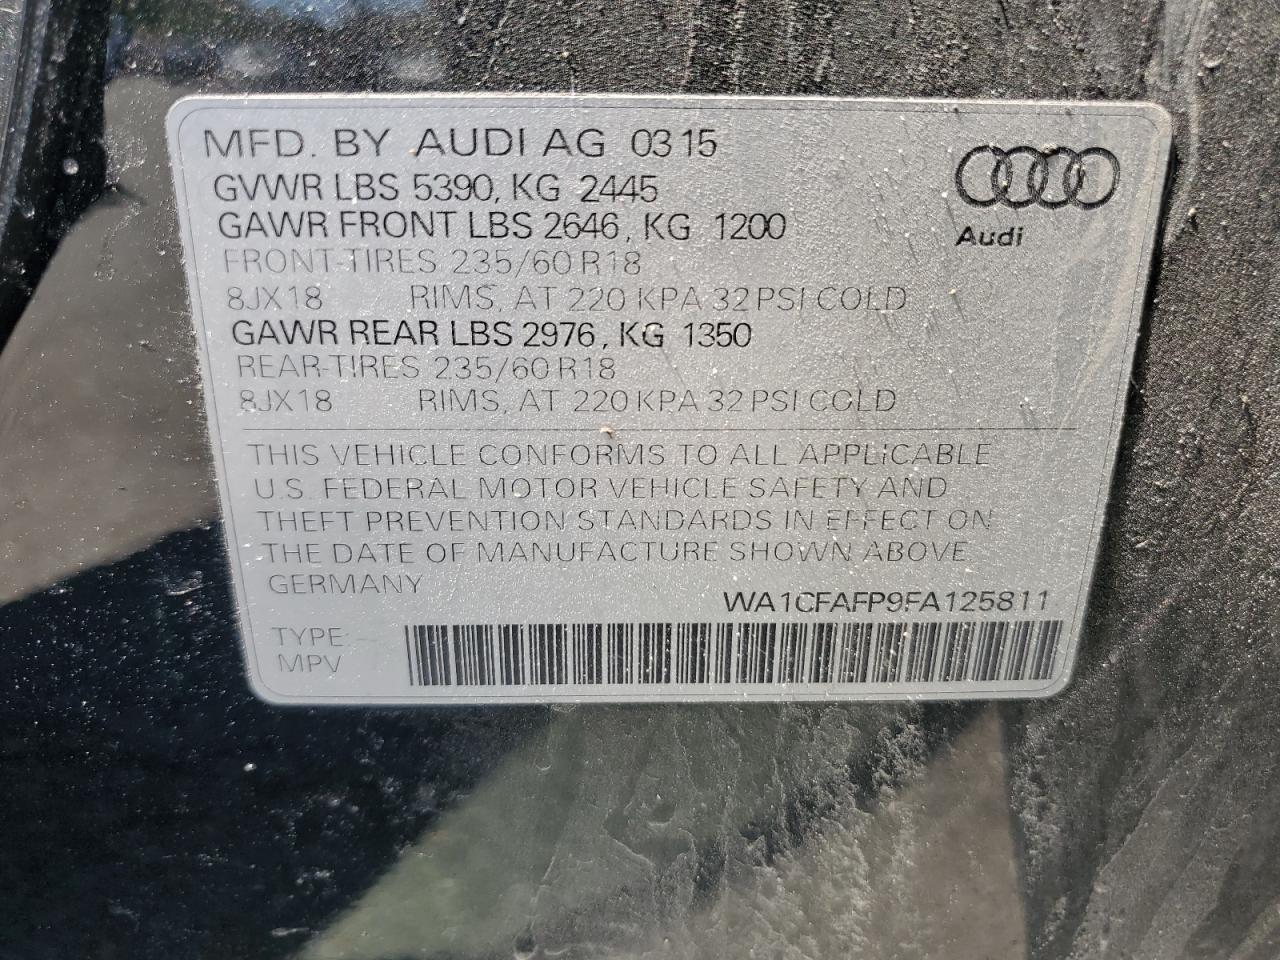 MFD. BY AUDI AG 03 15
GVWR LBS 5390, KG 2445
GAWR FRONT LBS 2646, KG 1200
Audi
FRONT-TIRES 235/60 R18
8JX18 RIMS, AT 220 KPA 32 PSI COLD
GAWR REAR LBS 2976, KG 1350
REAR-TIRES 235/60 R18
8JX18 RIMS, AT 220 KPA 32 PSI COLD
THIS VEHICLE CONFORMS TO ALL APPLICABLE
U.S. FEDERAL MOTOR VEHICLE SAFETY AND
THEFT PREVENTION STANDARDS IN EFFECT ON
THE DATE OF MANUFACTURE SHOWN ABOVE
GERMANY
WA1CFAFP9FA125811
TYPE:
MPV